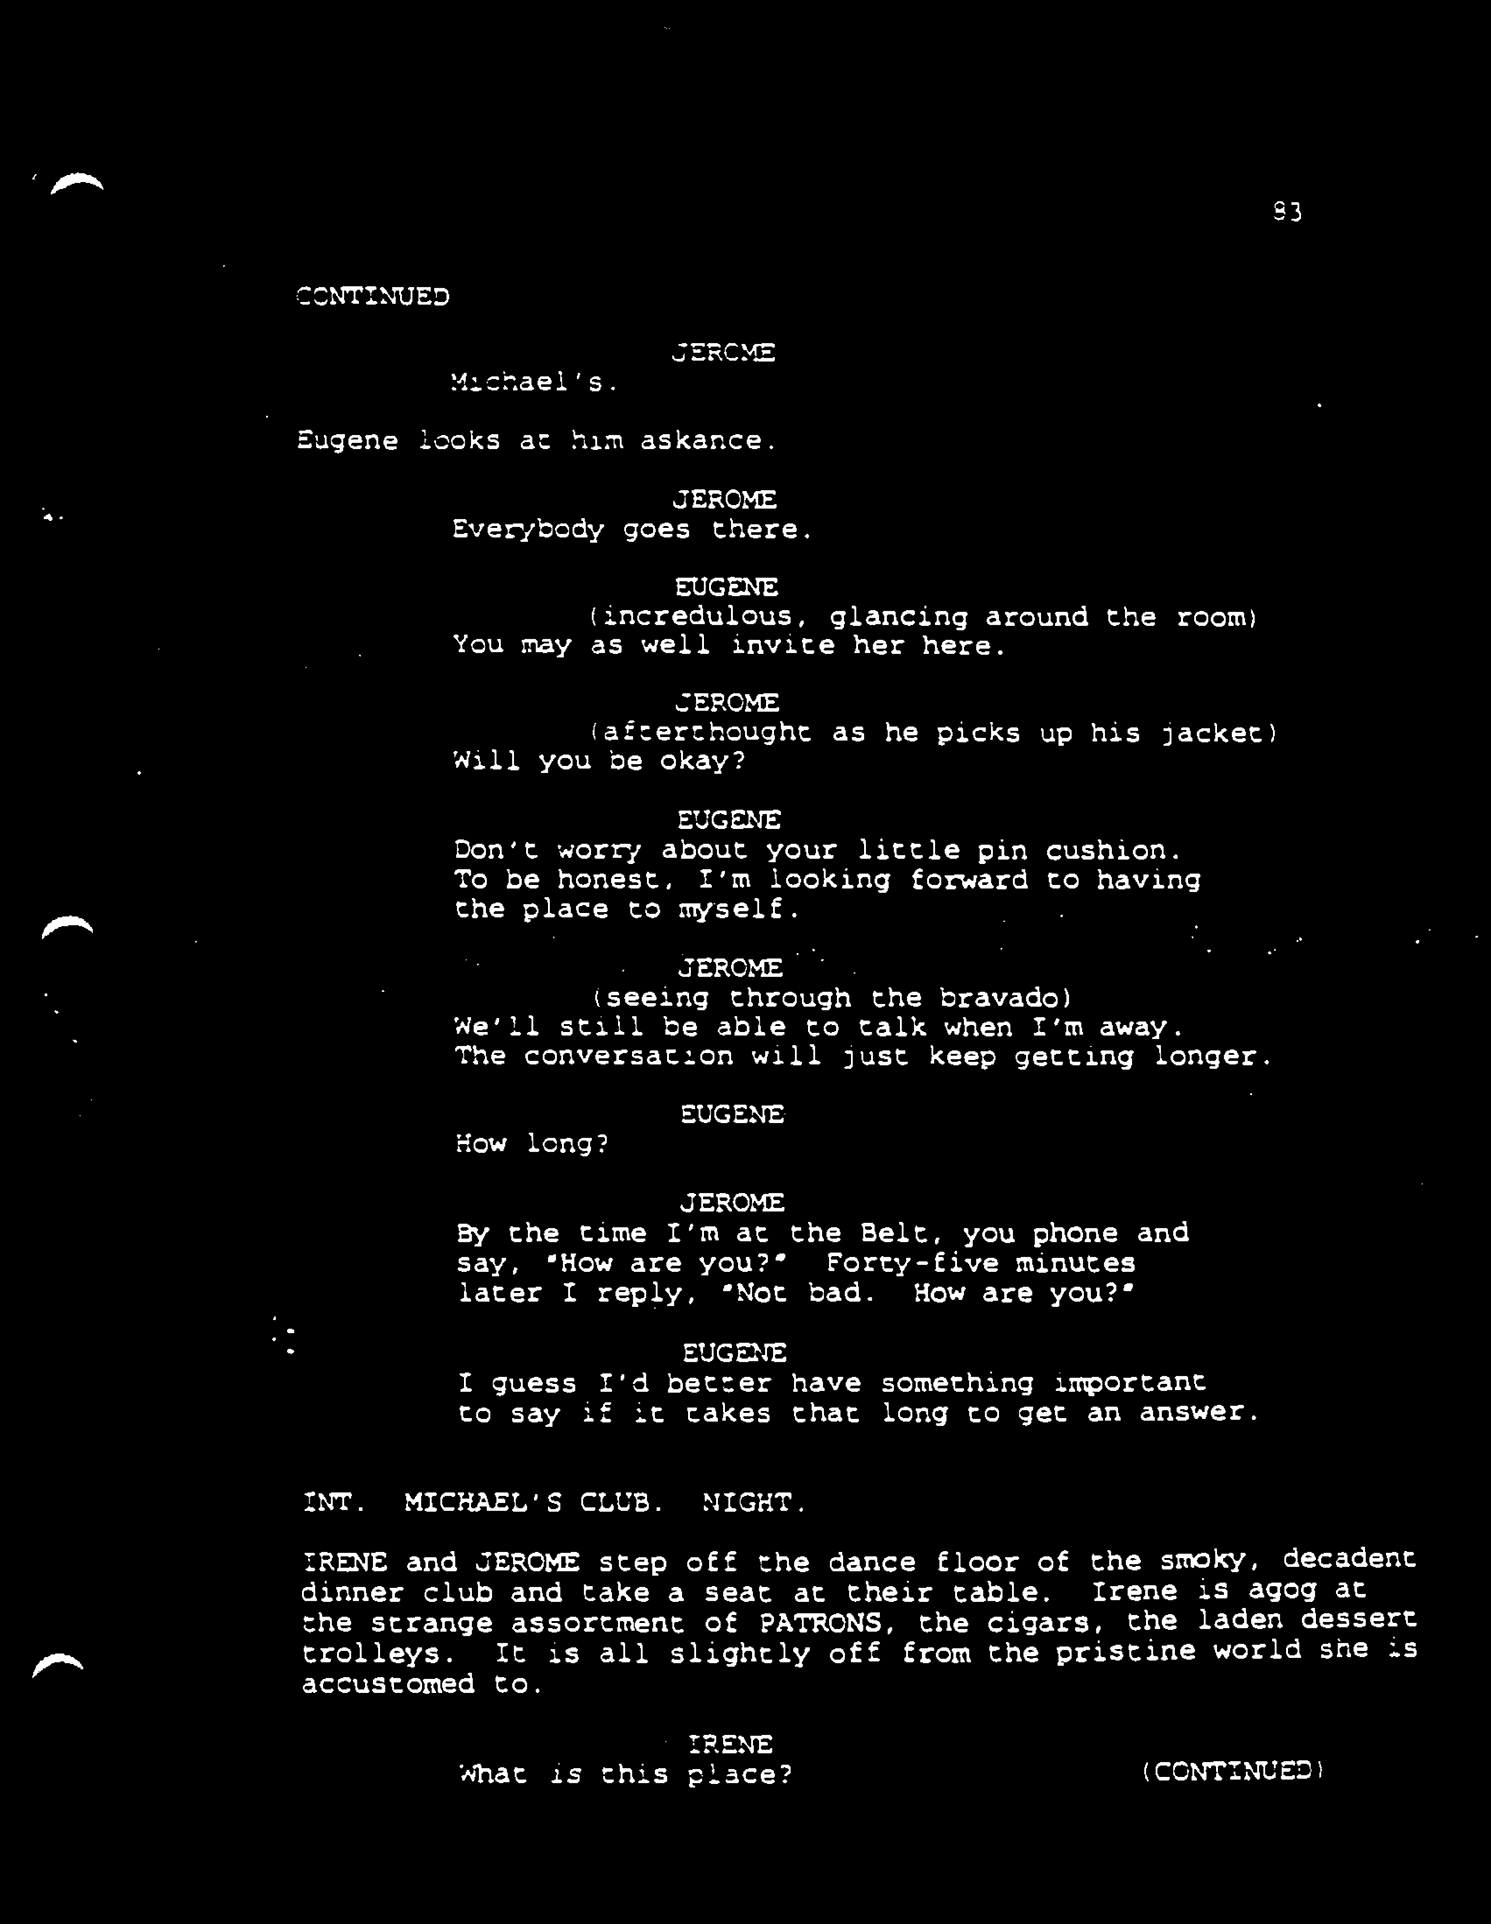 83
CONTINUED
JEROME
Michael's.
Eugene looks at him askance.
JEROME
Everybody goes there.
EUGENE
(incredulous, glancing around the room)
You may as well invite her here.
JEROME
(afterthought as he picks up his jacket)
Will you be okay?
EUGENE
Don't worry about your little pin cushion.
To be honest, I'm looking forward to having
the place to myself.
JEROME
(seeing through the bravado)
We'll still be able to talk when I'm away.
The conversation will just keep getting longer.
EUGENE
How long?
JEROME
By the time I'm at the Belt, you phone and
say, "How are you?"  Forty-five minutes
later I reply, "Not bad.  How are you?"
EUGENE
I guess I'd better have something important
to say if it takes that long to get an answer.
INT.  MICHAEL'S CLUB.  NIGHT.
IRENE and JEROME step off the dance floor of the smoky, decadent
dinner club and take a seat at their table.  Irene is agog at
the strange assortment of PATRONS, the cigars, the laden dessert
trolleys.  It is all slightly off from the pristine world she is
accustomed to.
IRENE
What is this place?
(CONTINUED)